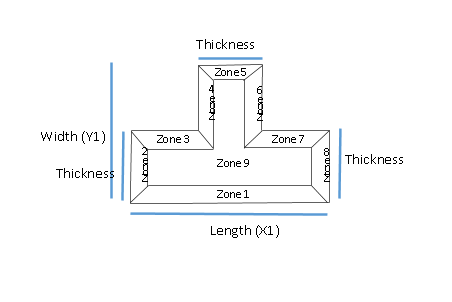 Thickness
Zone 5
Zone 4
Zone 6
Width (Y1)
Zone 3
Zone 7
Zone 2
Zone 9
Zone 8
Thickness
Thickness
Zone 1
Length (X1)